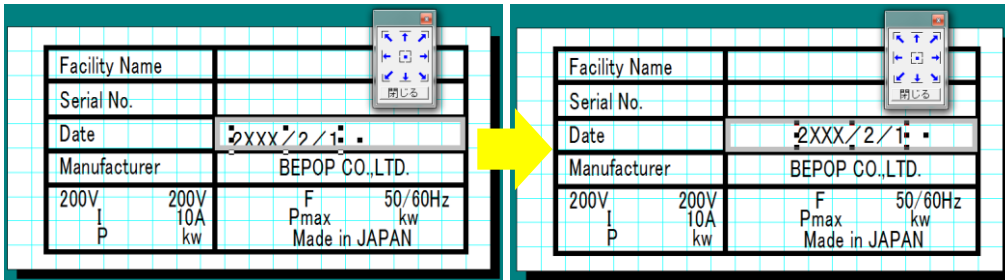 Facility Name
Serial No.
閉じる
Date 2XXX/2/1
Manufacturer BEPOP CO.,LTD.
200V 200V F 50/60Hz
I 10A Pmax kw
P kw Made in JAPAN
Facility Name
Serial No.
閉じる
Date 2XXX/2/1
Manufacturer BEPOP CO.,LTD.
200V 200V F 50/60Hz
I 10A Pmax kw
P kw Made in JAPAN